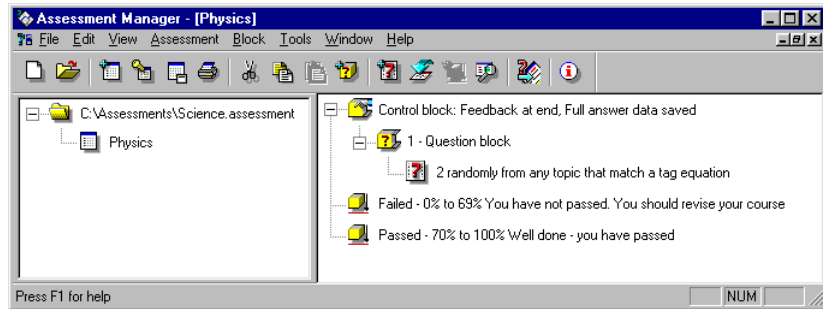 Assessment Manager - [Physics]
File Edit View Assessment Block Tools Window Help
C:\Assessments\Science.assessment
Physics
Control block: Feedback at end, Full answer data saved
1 - Question block
2 randomly from any topic that match a tag equation
Failed - 0% to 69% You have not passed. You should revise your course
Passed - 70% to 100% Well done - you have passed
Press F1 for help
NUM